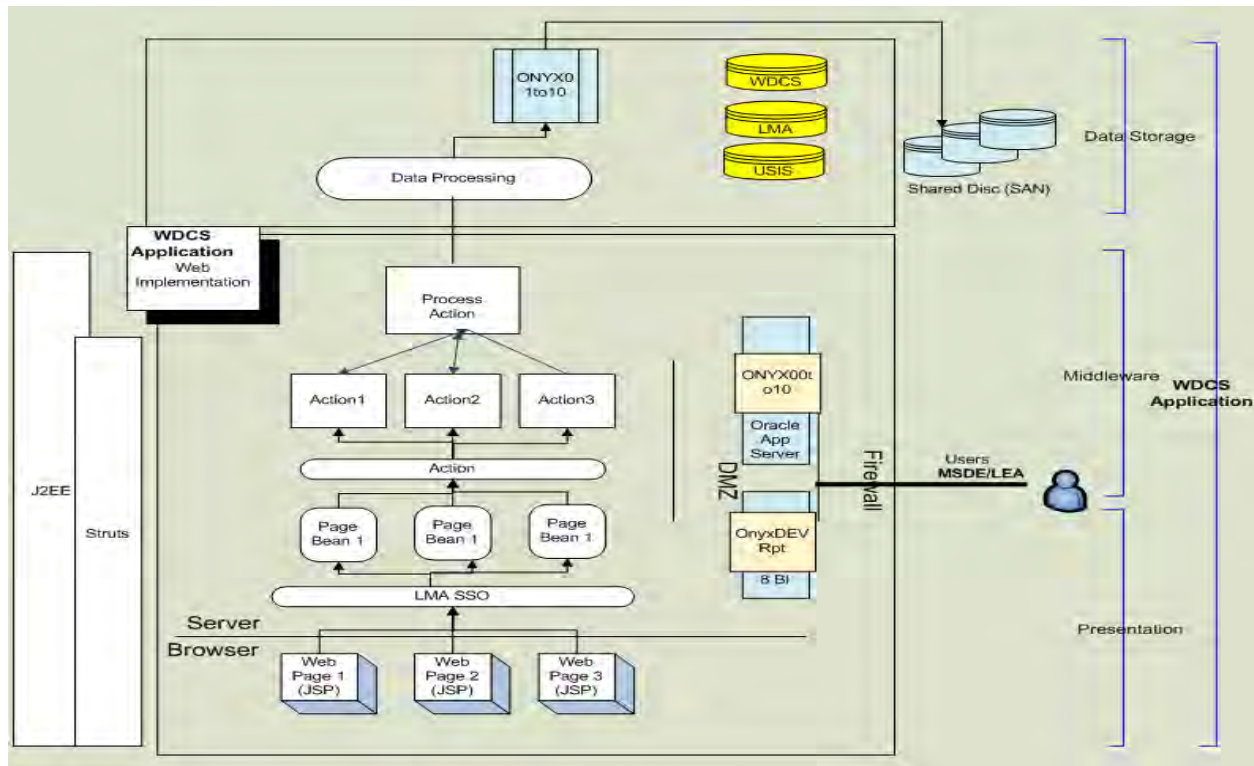 ONYX0
1to10
WDCS
LMA
USIS
Data Processing
Shared Disc (SAN)
Data Storage
WDCS
Application
Web
Implementation
Process
Action
Action1
Action2
Action3
Action
Page
Bean 1
Page
Bean 1
Page
Bean 1
LMA SSO
Server
Browser
Web
Page 1
(JSP)
Web
Page 2
(JSP)
Web
Page 3
(JSP)
J2EE
Struts
ONYX00t
o10
Oracle
App
Server
DMZ
OnyxDEV
Rpt
8 BI
Firewall
Users
MSDE/LEA
Middleware
WDCS
Application
Presentation